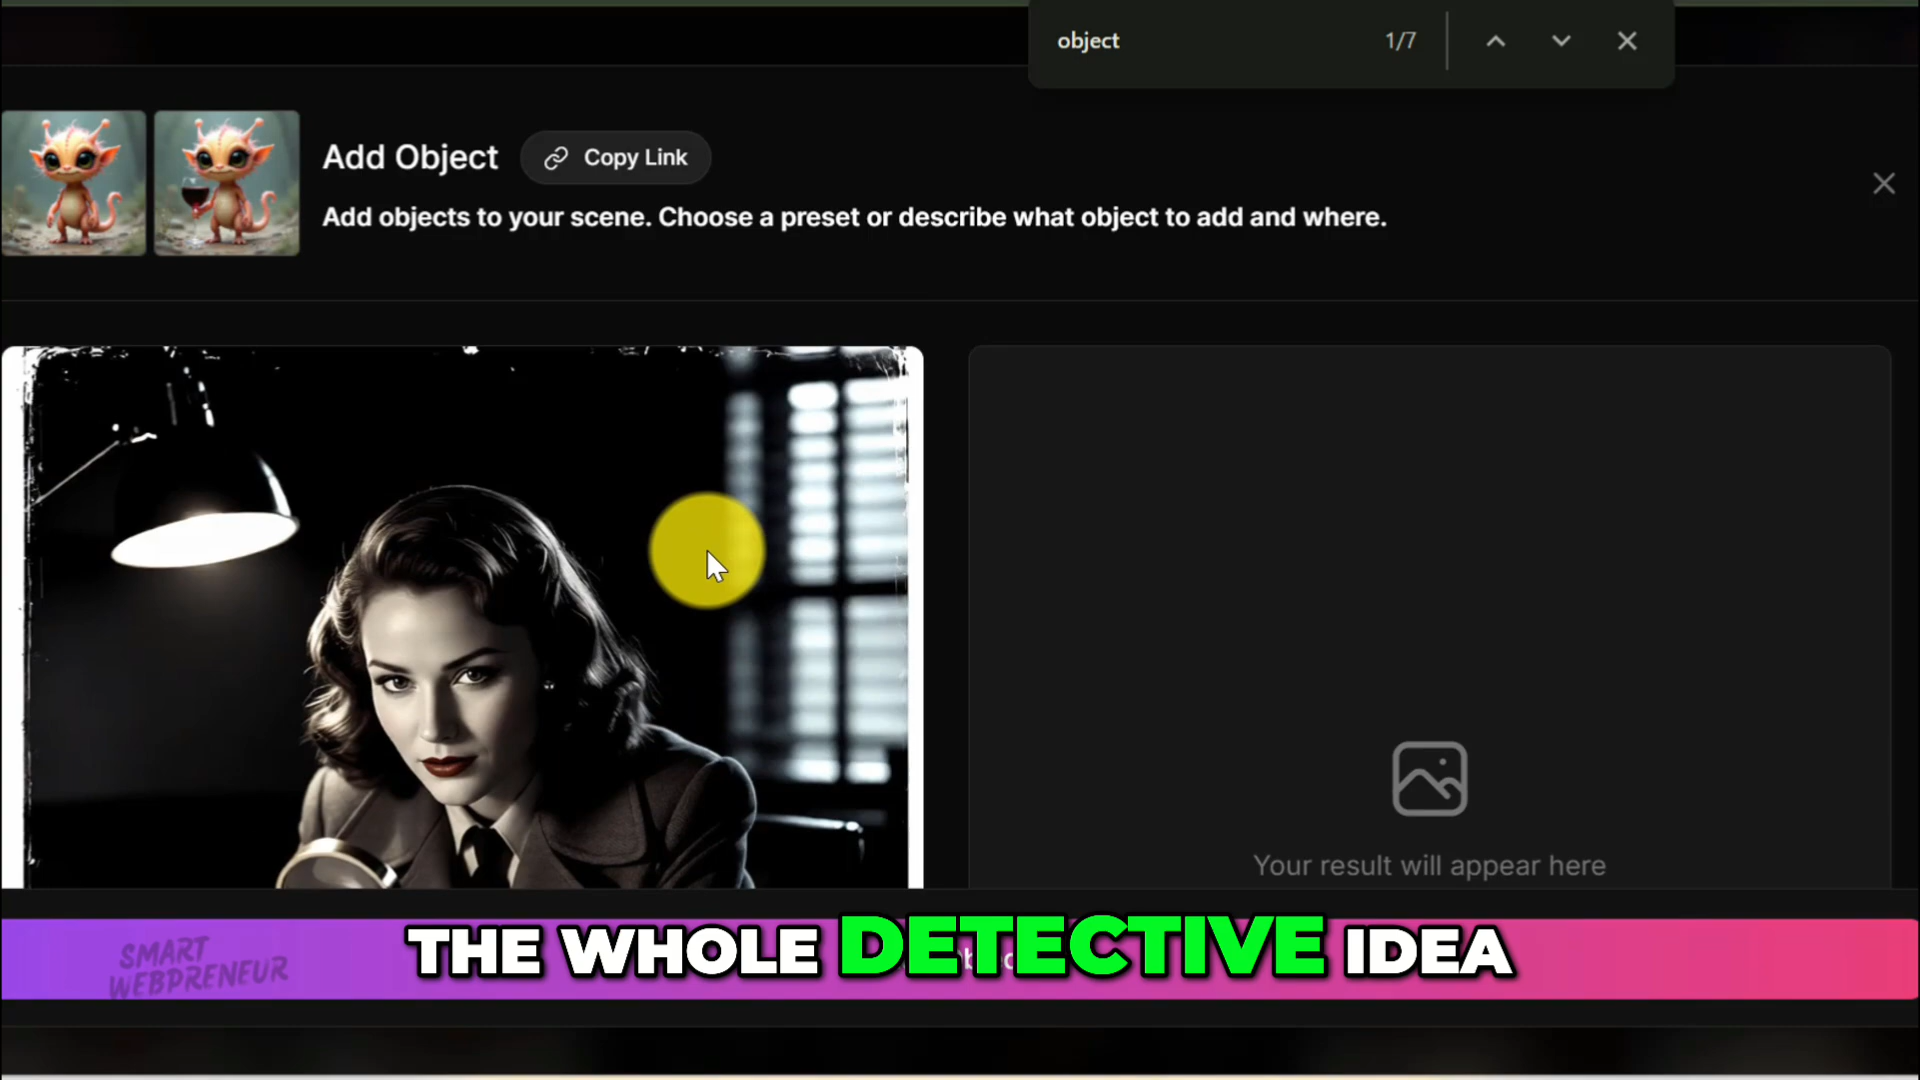 object 1/7
Add Object Copy Link
Add objects to your scene. Choose a preset or describe what object to add and where.
Your result will appear here
SMART
WEBPRENEUR
THE WHOLE DETECTIVE IDEA